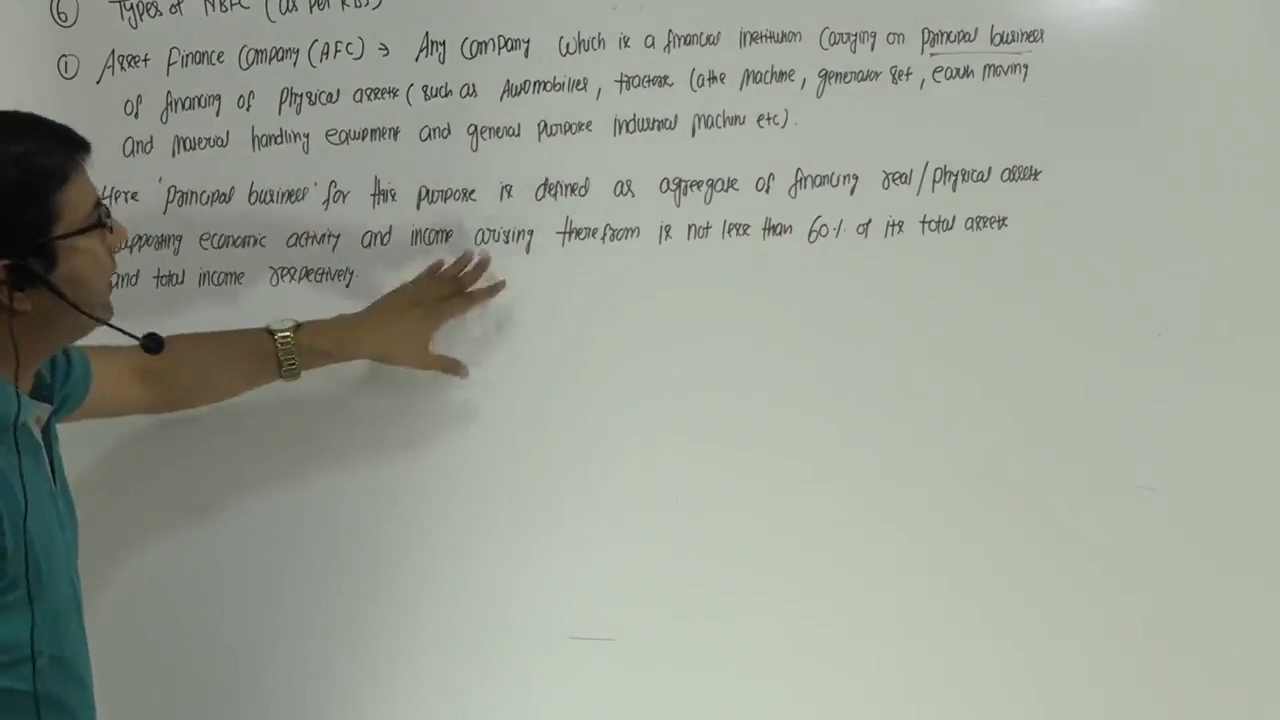 ⑥ Types of NBFC (as per RBI)
① Asset Finance Company (AFC) → Any Company which is a financial institution carrying on principal business
of financing of physical assets (such as Automobiles, tractors lathe machine, generator set, earth moving
and material handling equipment and general purpose industrial machine etc).
Here 'principal business' for this purpose is defined as aggregate of financing real/physical assets
supporting economic activity and income arising therefrom is not less than 60% of its total assets
and total income respectively.